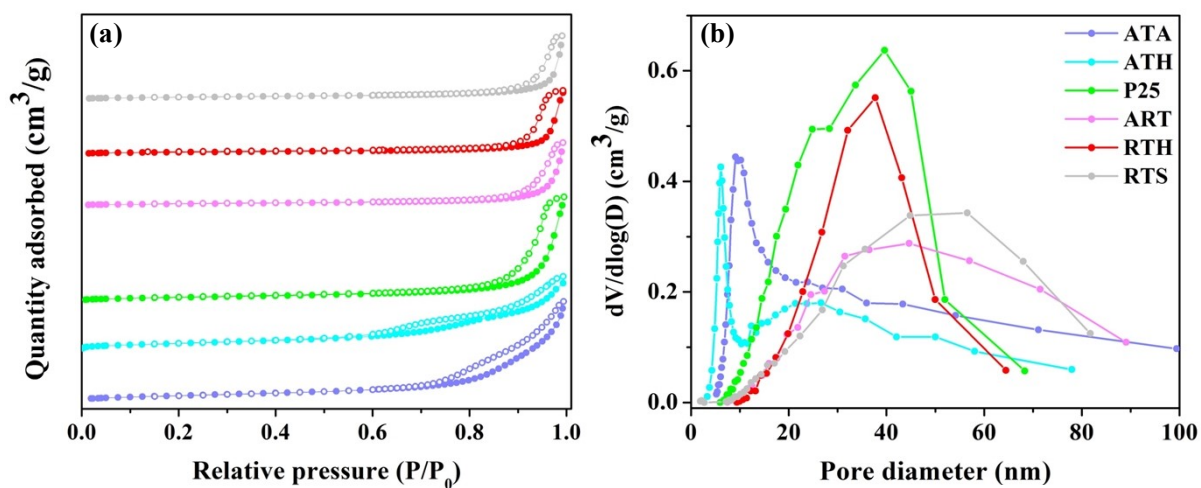 (a)
Quantity adsorbed (cm³/g)
0.0 0.2 0.4 0.6 0.8 1.0
Relative pressure (P/P₀)
(b)
ATA
ATH
P25
ART
RTH
RTS
dV/dlog(D) (cm³/g)
0.6
0.4
0.2
0.0
0 20 40 60 80 100
Pore diameter (nm)